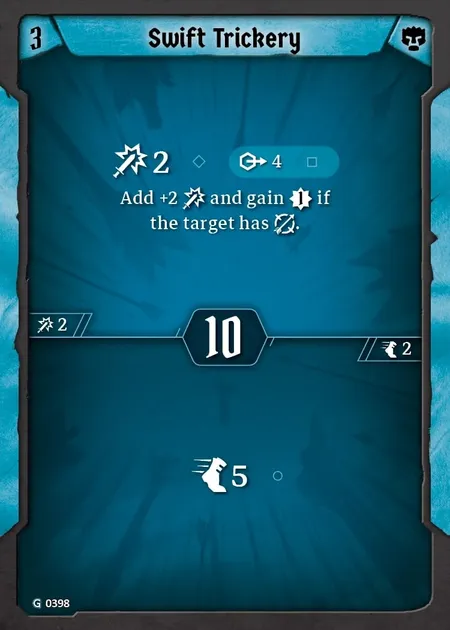 3 Swift Trickery
2 4
Add +2 and gain 1 if
the target has .
2
10
2
5
G 0398